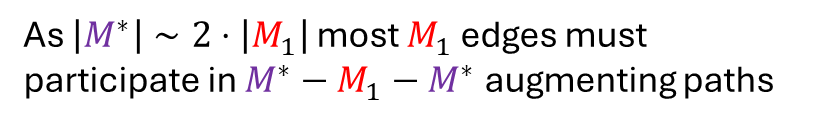 As |M*| ~ 2 · |M₁| most M₁ edges must
participate in M* − M₁ − M* augmenting paths